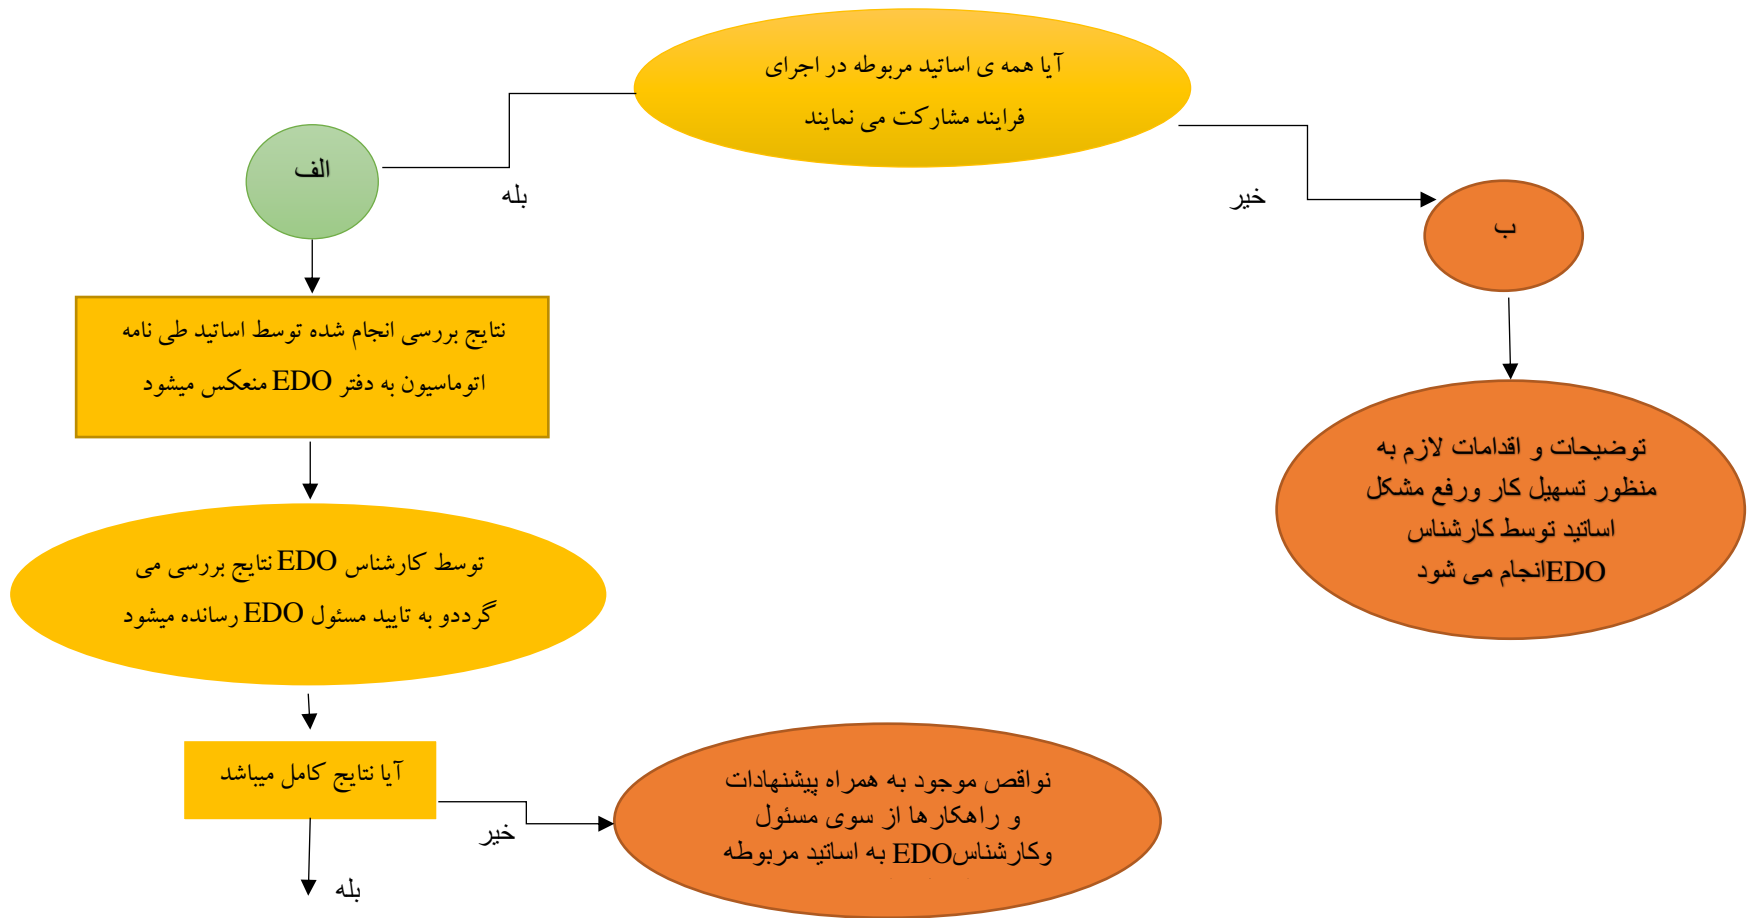 آیا همه ی اساتید مربوطه در اجرای
فرایند مشارکت می نمایند
بله
خیر
الف
ب
نتایج بررسی انجام شده توسط اساتید طی نامه
اتوماسیون به دفتر EDO منعکس میشود
توضیحات و اقدامات لازم به
منظور تسهیل کار ورفع مشکل
اساتید توسط کارشناس
EDOانجام می شود
توسط کارشناس EDO نتایج بررسی می
گرددو به تایید مسئول EDO رسانده میشود
آیا نتایج کامل میباشد
خیر
بله
نواقص موجود به همراه پیشنهادات
و راهکارها از سوی مسئول
وکارشناسEDO به اساتید مربوطه